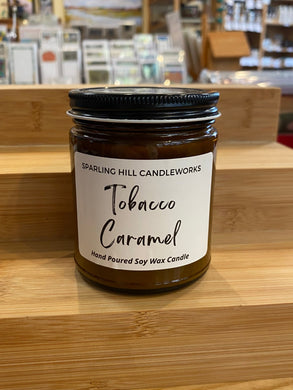 SPARLING HILL CANDLEWORKS
Tobacco
Caramel
Hand Poured Soy Wax Candle